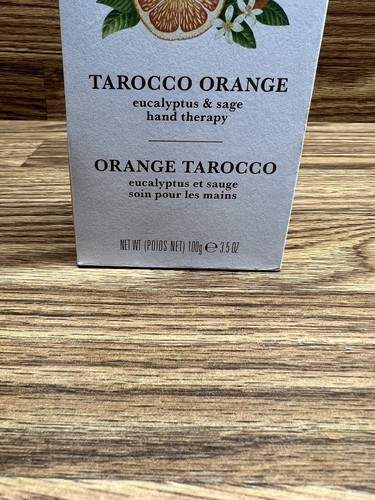 TAROCCO ORANGE
eucalyptus & sage
hand therapy
ORANGE TAROCCO
eucalyptus et sauge
soin pour les mains
NET WT (POIDS NET) 100g ℮ 3.5 OZ